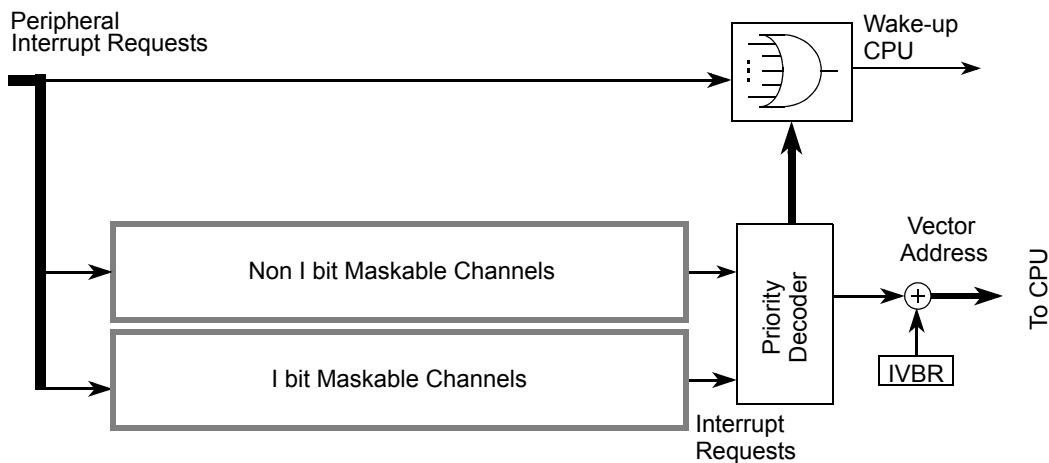 Peripheral
Interrupt Requests
Wake-up
CPU
Non I bit Maskable Channels
I bit Maskable Channels
Priority
Decoder
Interrupt
Requests
Vector
Address
+
IVBR
To CPU